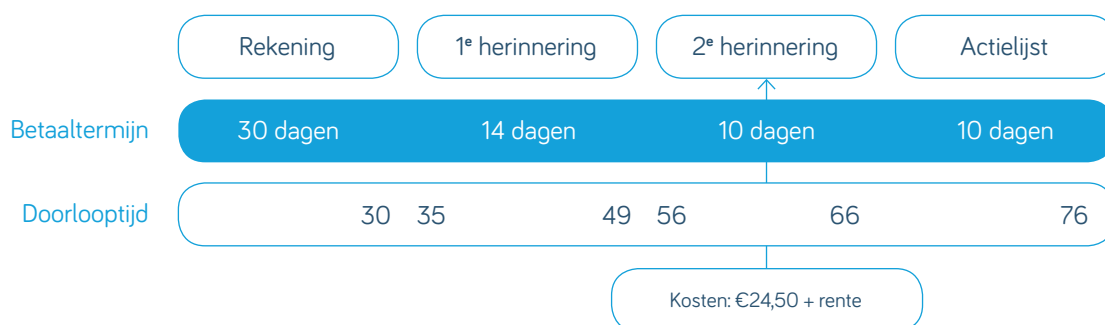 Rekening 1e herinnering 2e herinnering Actielijst
Betaaltermijn 30 dagen 14 dagen 10 dagen 10 dagen
Doorlooptijd 30 35 49 56 66 76
Kosten: €24,50 + rente